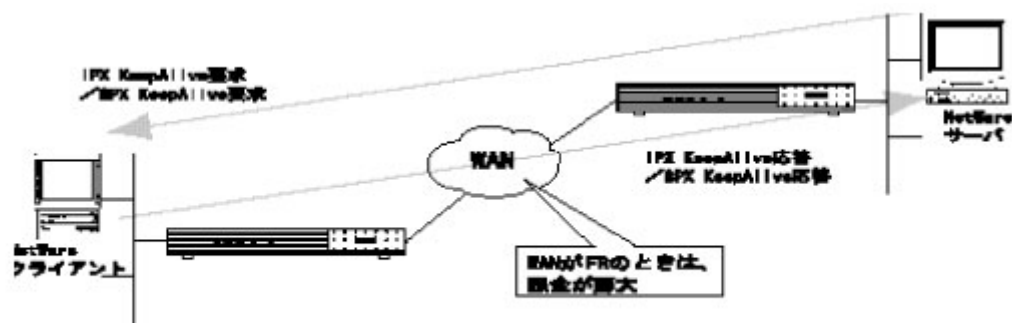 IPX KeepAlive要求
／SPX KeepAlive要求
NetWare
サーバ
WAN
IPX KeepAlive応答
／SPX KeepAlive応答
NetWare
クライアント
WANがFRのときは、
課金が膨大